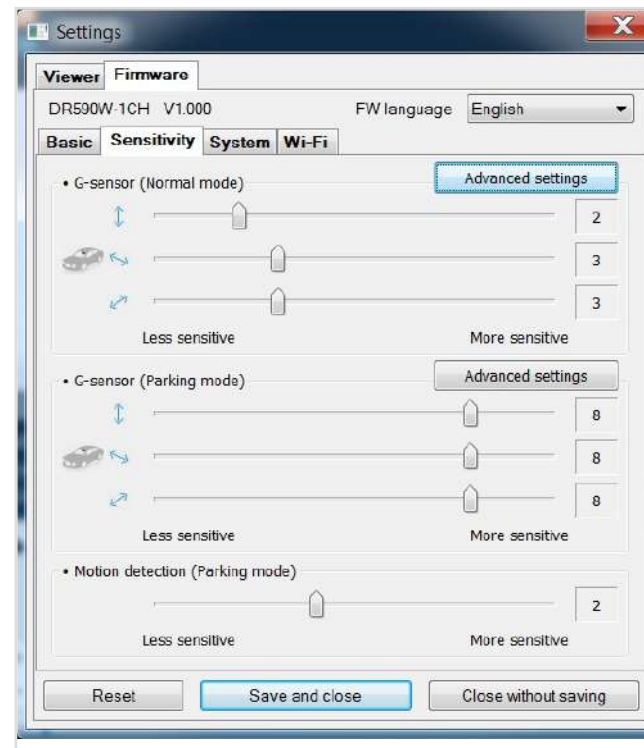 Settings
Viewer Firmware
DR590W-1CH V1.000 FW language English
Basic Sensitivity System Wi-Fi
• G-sensor (Normal mode) Advanced settings
2
3
3
Less sensitive More sensitive
• G-sensor (Parking mode) Advanced settings
8
8
8
Less sensitive More sensitive
• Motion detection (Parking mode)
2
Less sensitive More sensitive
Reset Save and close Close without saving